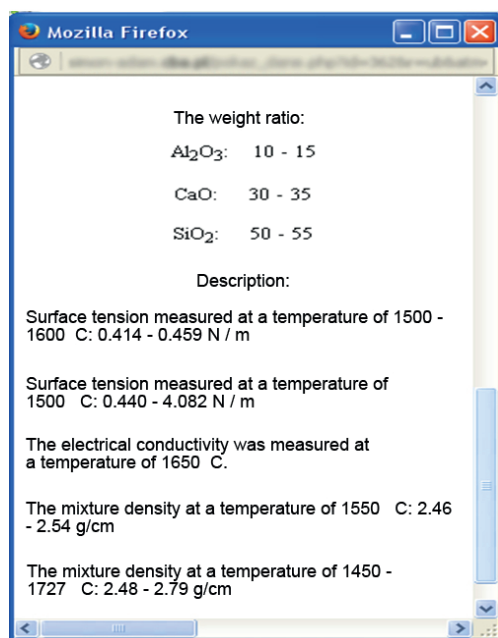 Mozilla Firefox
The weight ratio:
Al2O3: 10 - 15
CaO: 30 - 35
SiO2: 50 - 55
Description:
Surface tension measured at a temperature of 1500 -
1600 C: 0.414 - 0.459 N / m
Surface tension measured at a temperature of
1500 C: 0.440 - 4.082 N / m
The electrical conductivity was measured at
a temperature of 1650 C.
The mixture density at a temperature of 1550 C: 2.46
- 2.54 g/cm
The mixture density at a temperature of 1450 -
1727 C: 2.48 - 2.79 g/cm